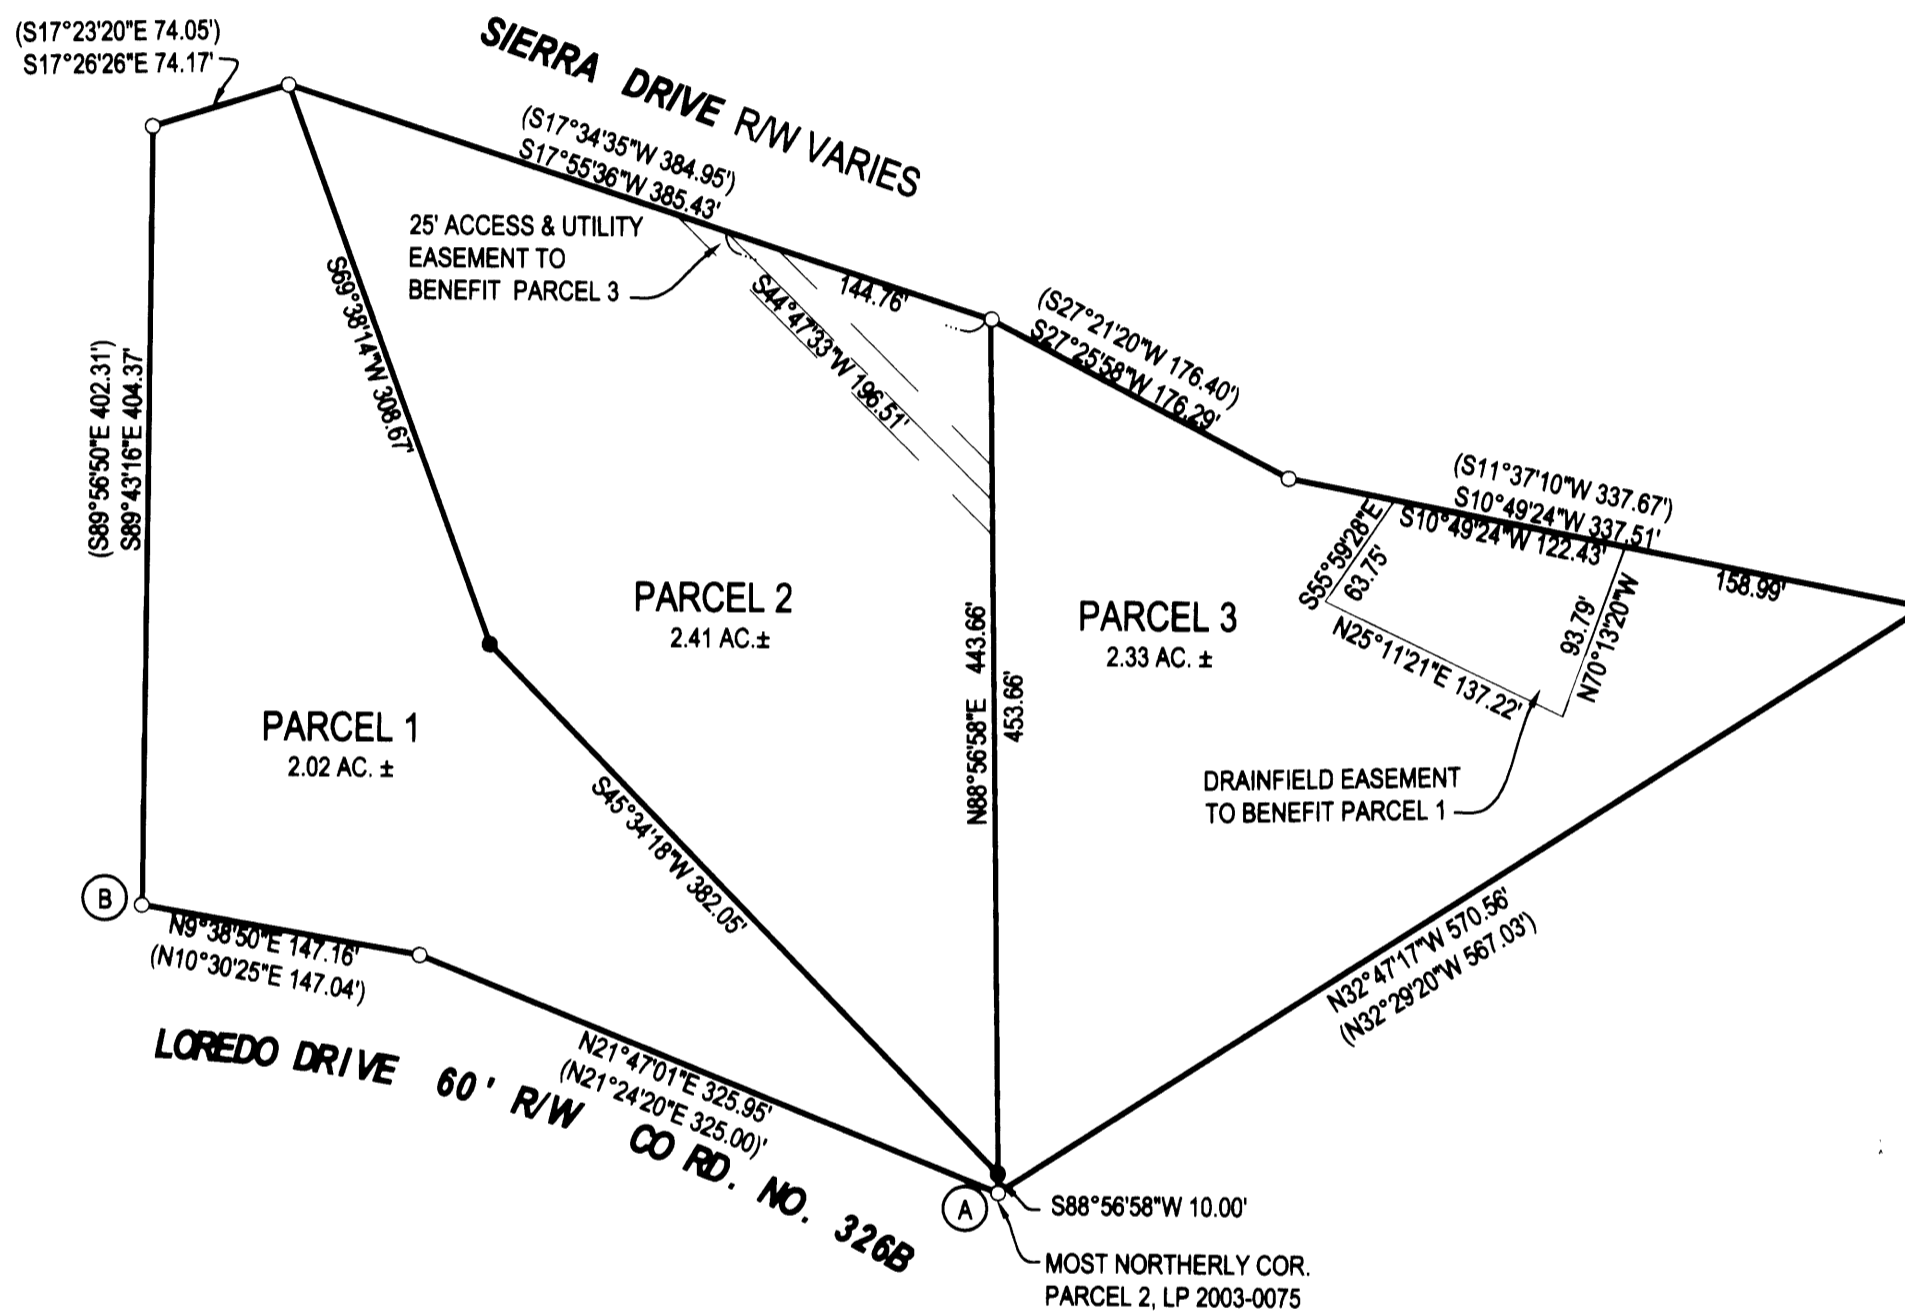 (S17°23'20"E 74.05')
S17°26'26"E 74.17'
SIERRA DRIVE R/W VARIES
(S17°34'35"W 384.95')
S17°55'36"W 385.43'
25' ACCESS & UTILITY
EASEMENT TO
BENEFIT PARCEL 3
S69°38'14"W 308.67'
S44°47'33"W 196.51'
144.76'
(S27°21'20"W 176.40')
S27°25'58"W 176.29'
(S89°56'50"E 402.31')
S89°43'16"E 404.37'
(S11°37'10"W 337.67')
S10°49'24"W 337.51'
S10°49'24"W 122.43'
158.99'
S55°59'28"E
63.75'
93.79'
N70°13'20"W
N25°11'21"E 137.22'
PARCEL 2
2.41 AC.±
PARCEL 3
2.33 AC. ±
N88°56'58"E 443.66'
453.66'
PARCEL 1
2.02 AC. ±
DRAINFIELD EASEMENT
TO BENEFIT PARCEL 1
S45°34'18"W 382.05'
B
N9°38'50"E 147.16'
(N10°30'25"E 147.04')
N32°47'17"W 570.56'
(N32°29'20"W 567.03')
N21°47'01"E 325.95'
(N21°24'20"E 325.00)'
LOREDO DRIVE 60' R/W CO RD. NO. 326B
A
S88°56'58"W 10.00'
MOST NORTHERLY COR.
PARCEL 2, LP 2003-0075